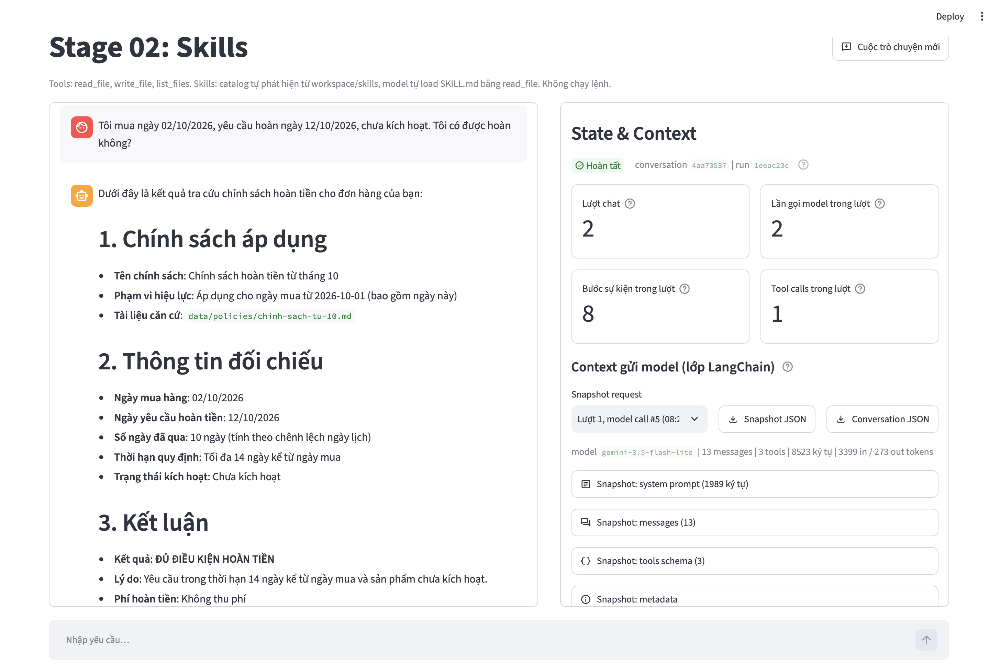 Deploy
Stage 02: Skills
Cuộc trò chuyện mới
Tools: read_file, write_file, list_files. Skills: catalog tự phát hiện từ workspace/skills, model tự load SKILL.md bằng read_file. Không chạy lệnh.
Tôi mua ngày 02/10/2026, yêu cầu hoàn ngày 12/10/2026, chưa kích hoạt. Tôi có được hoàn
không?
Dưới đây là kết quả tra cứu chính sách hoàn tiền cho đơn hàng của bạn:
1. Chính sách áp dụng
Tên chính sách: Chính sách hoàn tiền từ tháng 10
Phạm vi hiệu lực: Áp dụng cho ngày mua từ 2026-10-01 (bao gồm ngày này)
Tài liệu căn cứ: data/policies/chinh-sach-tu-10.md
2. Thông tin đối chiếu
Ngày mua hàng: 02/10/2026
Ngày yêu cầu hoàn tiền: 12/10/2026
Số ngày đã qua: 10 ngày (tính theo chênh lệch ngày lịch)
Thời hạn quy định: Tối đa 14 ngày kể từ ngày mua
Trạng thái kích hoạt: Chưa kích hoạt
3. Kết luận
Kết quả: ĐỦ ĐIỀU KIỆN HOÀN TIỀN
Lý do: Yêu cầu trong thời hạn 14 ngày kể từ ngày mua và sản phẩm chưa kích hoạt.
Phí hoàn tiền: Không thu phí
State & Context
Hoàn tất conversation 4aa73537 | run 1eeac23c
Lượt chat
2
Lần gọi model trong lượt
2
Bước sự kiện trong lượt
8
Tool calls trong lượt
1
Context gửi model (lớp LangChain)
Snapshot request
Lượt 1, model call #5 (08:2
Snapshot JSON
Conversation JSON
model gemini-3.5-flash-lite | 13 messages | 3 tools | 8523 ký tự | 3399 in / 273 out tokens
Snapshot: system prompt (1989 ký tự)
Snapshot: messages (13)
Snapshot: tools schema (3)
Snapshot: metadata
Nhập yêu cầu…